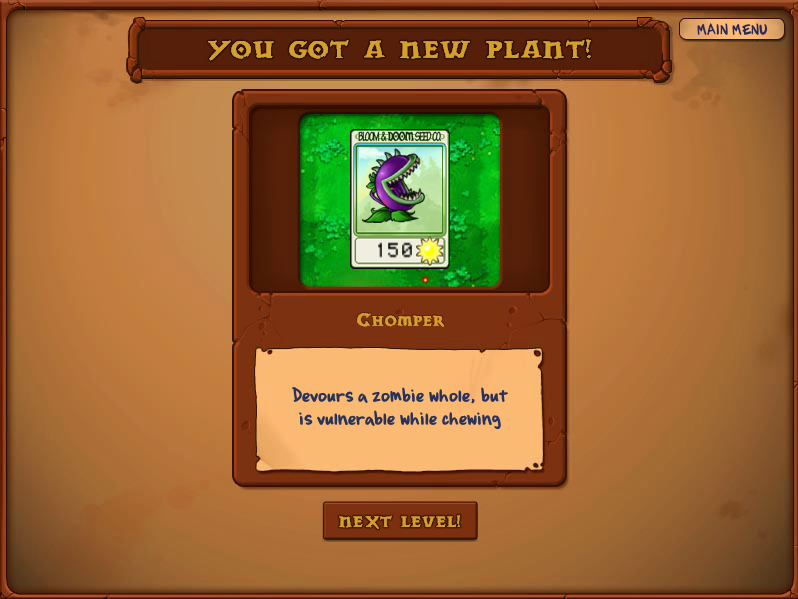 YOU GOT A NEW PLANT!
MAIN MENU
BLOOM & DOOM SEED CO.
150
CHOMPER
Devours a zombie whole, but
is vulnerable while chewing
NEXT LEVEL!